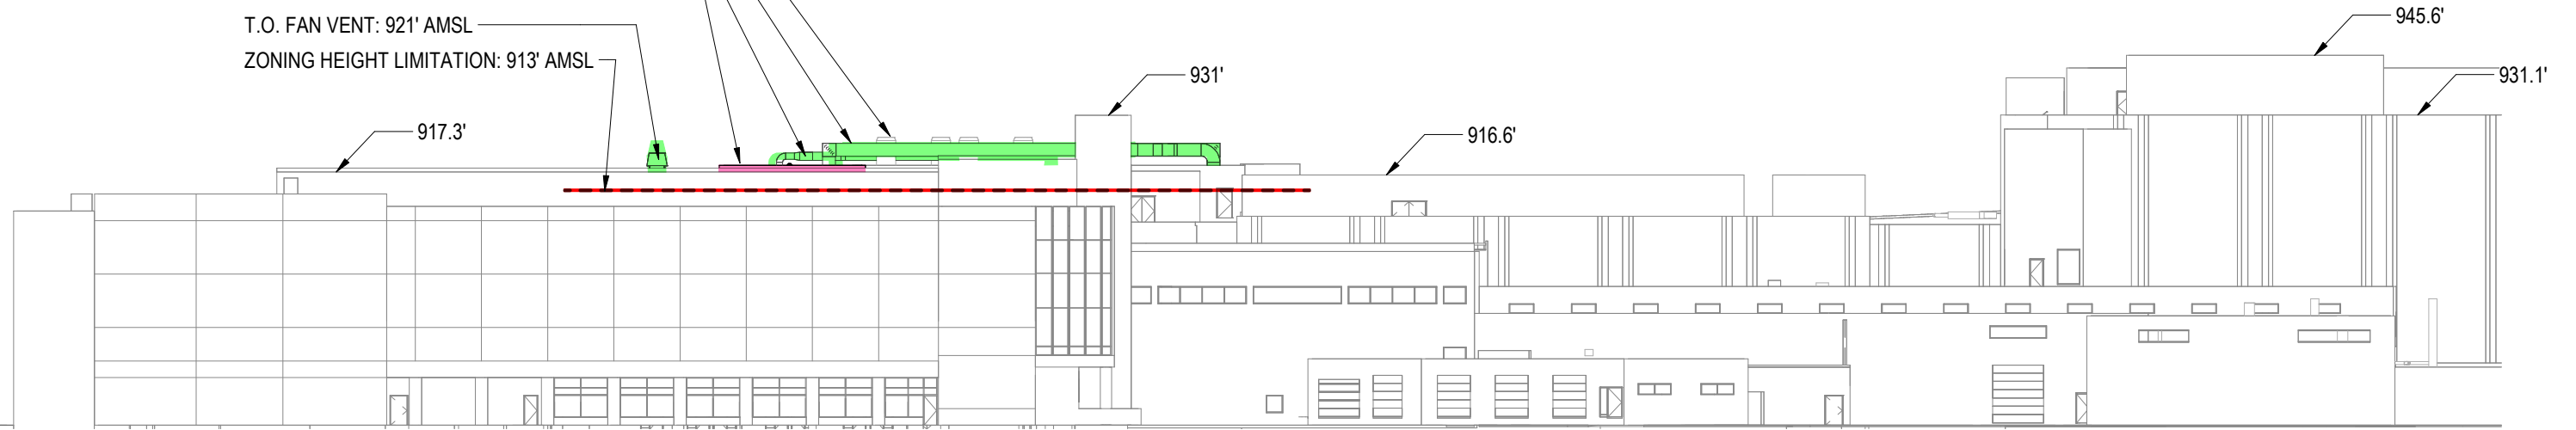 T.O. FAN VENT: 921' AMSL
ZONING HEIGHT LIMITATION: 913' AMSL
917.3'
931'
916.6'
945.6'
931.1'